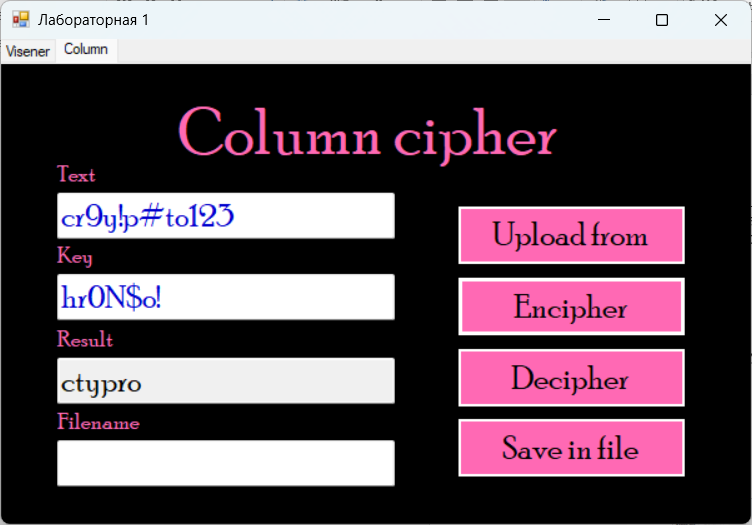 Лабораторная 1
Visener
Column
Column cipher
Text
cr9y!p#to123
Key
hr0N$o!
Result
ctypro
Filename
Upload from
Encipher
Decipher
Save in file